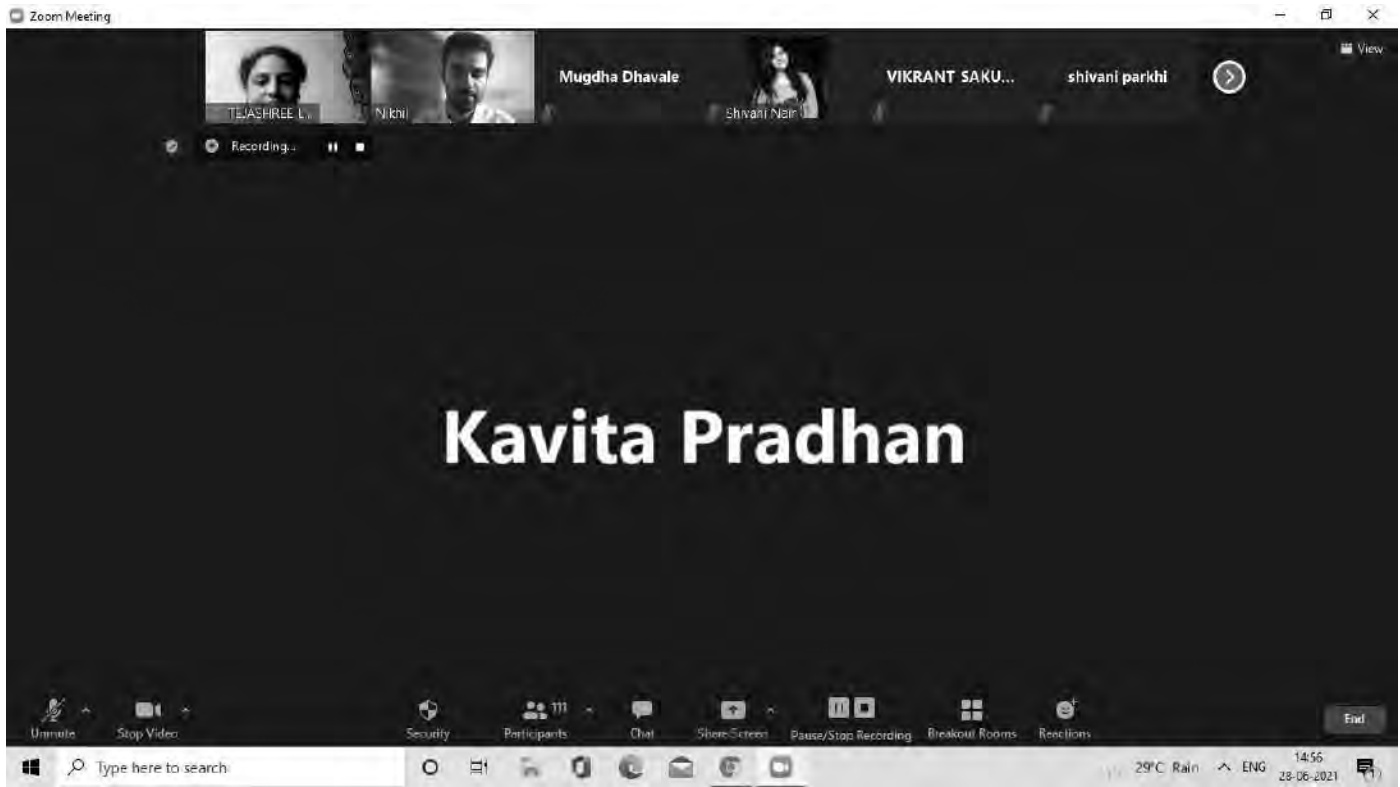 Zoom Meeting
View
TEJASHREE L...
Nikhil
Mugdha Dhavale
Shivani Nair
VIKRANT SAKU...
shivani parkhi
Recording...
Kavita Pradhan
Unmute
Stop Video
Security
Participants 111
Chat
Share Screen
Pause/Stop Recording
Breakout Rooms
Reactions
End
Type here to search
29°C Rain
ENG
14:56
28-06-2021